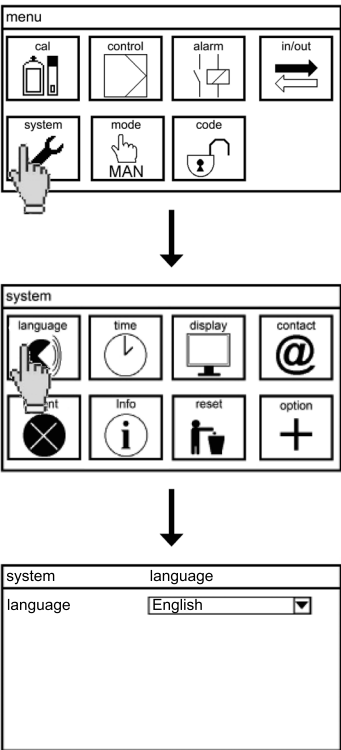 menu
cal control alarm in/out
system mode code
MAN
system
language time display contact
@
Info reset option
i
system language
language English